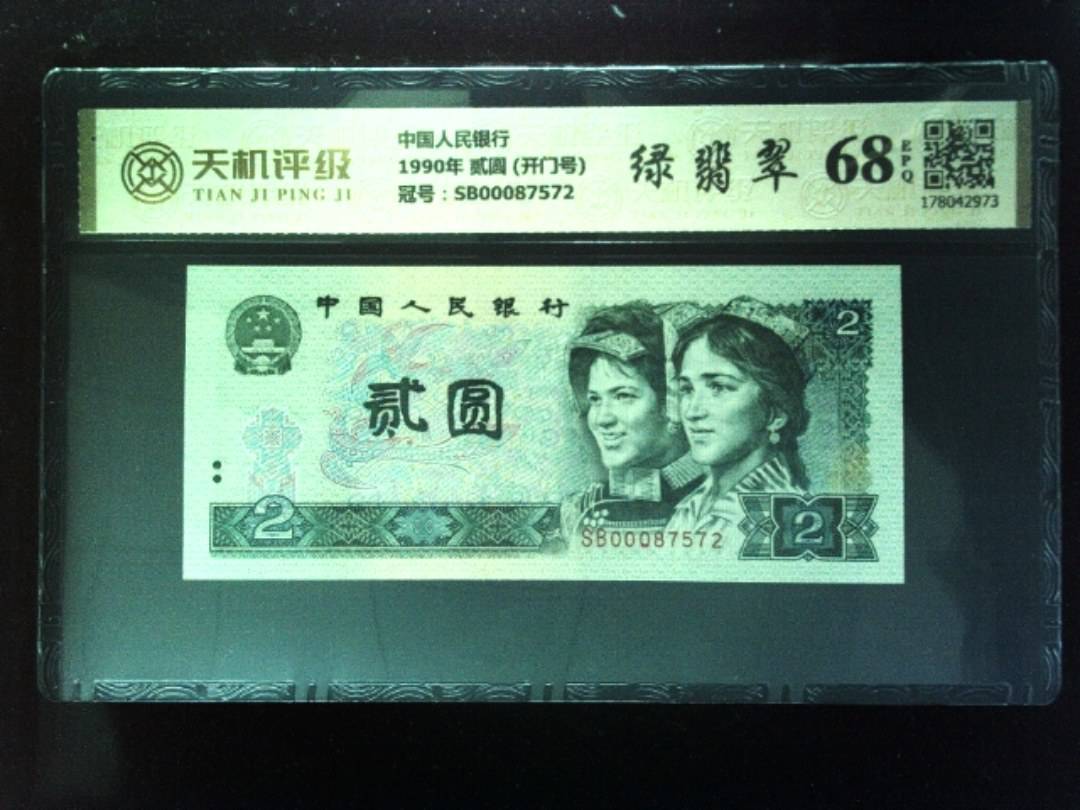 天机评级
TIAN JI PING JI
中国人民银行
1990年 贰圆 (开门号)
冠号：SB00087572
绿翡翠
68
EPQ
178042973
中国人民银行
2
贰圆
2
SB00087572
2